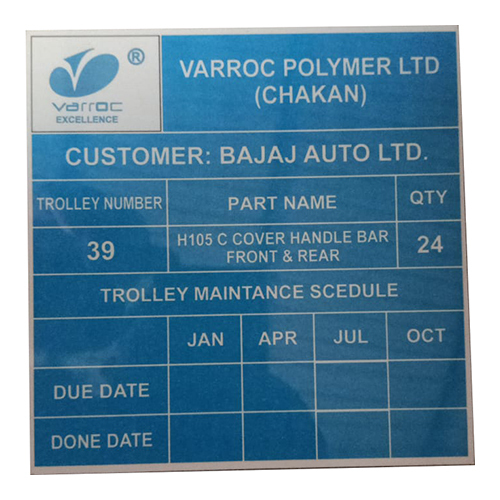 ®
varroc
EXCELLENCE
VARROC POLYMER LTD
(CHAKAN)
CUSTOMER: BAJAJ AUTO LTD.
TROLLEY NUMBER PART NAME QTY
39 H105 C COVER HANDLE BAR FRONT & REAR 24
TROLLEY MAINTANCE SCEDULE
JAN APR JUL OCT
DUE DATE
DONE DATE